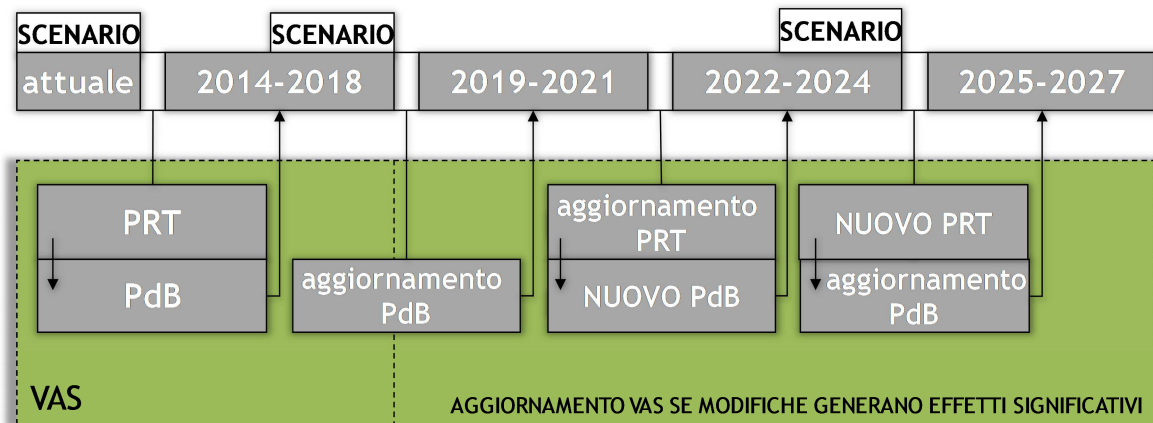 SCENARIO
SCENARIO
SCENARIO
attuale
2014-2018
2019-2021
2022-2024
2025-2027
PRT
PdB
aggiornamento
PdB
aggiornamento
PRT
NUOVO PdB
NUOVO PRT
aggiornamento
PdB
VAS
AGGIORNAMENTO VAS SE MODIFICHE GENERANO EFFETTI SIGNIFICATIVI